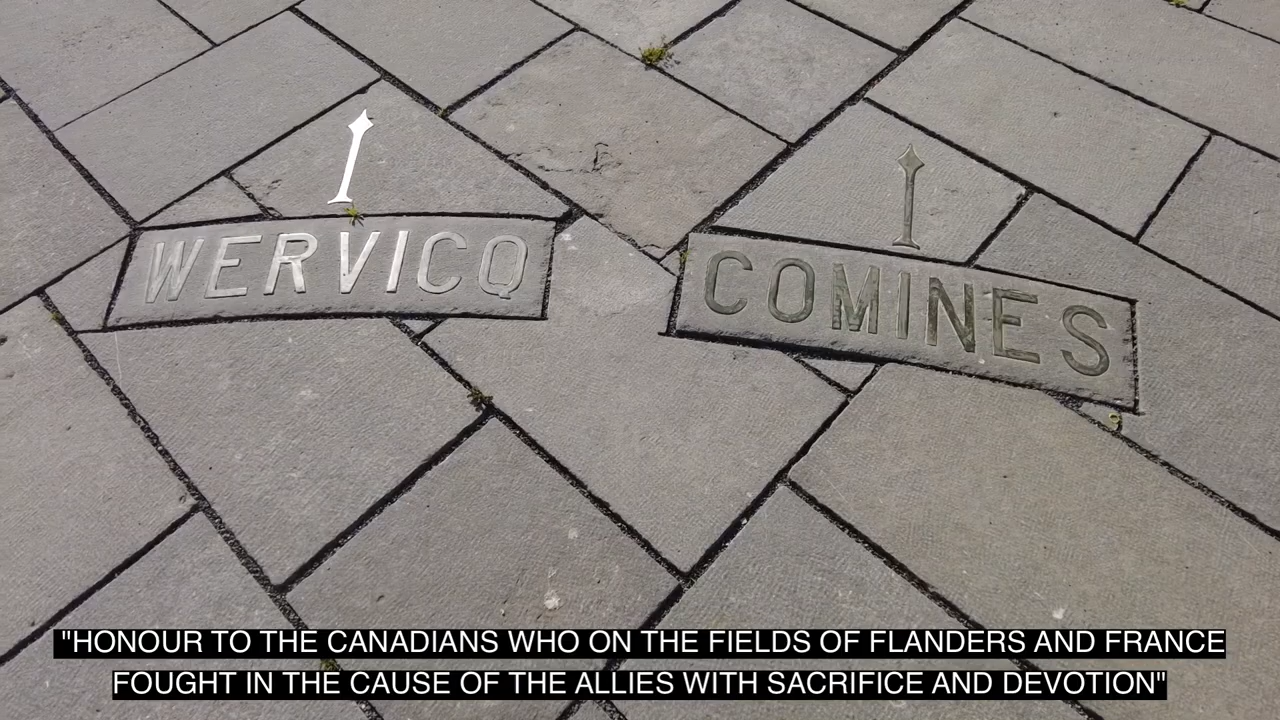 WERVICQ
COMINES
"HONOUR TO THE CANADIANS WHO ON THE FIELDS OF FLANDERS AND FRANCE
FOUGHT IN THE CAUSE OF THE ALLIES WITH SACRIFICE AND DEVOTION"